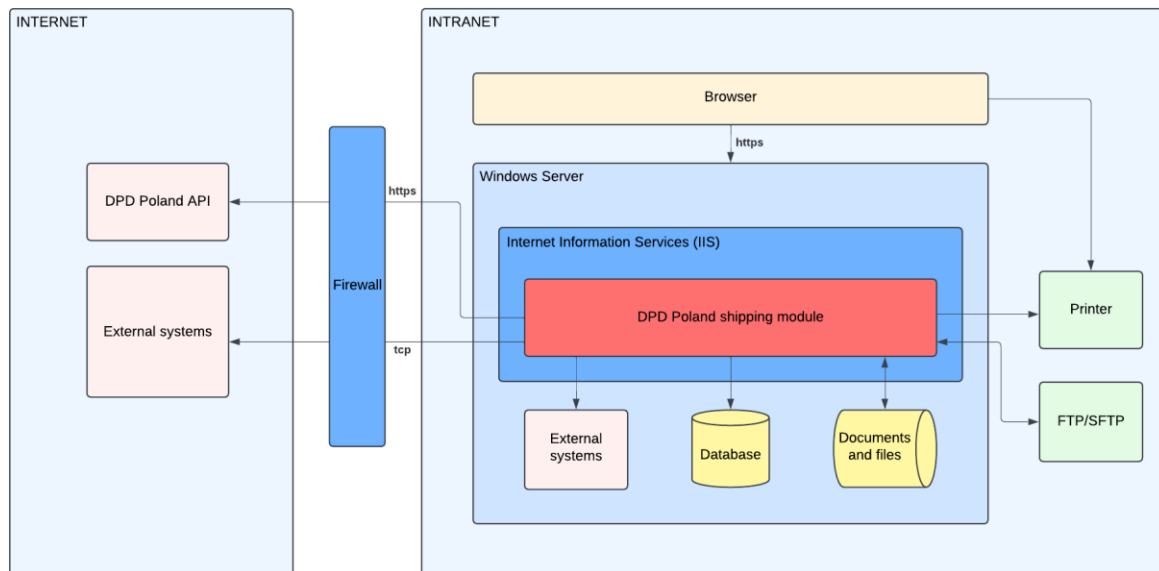 INTERNET
INTRANET
Browser
https
Windows Server
https
DPD Poland API
Internet Information Services (IIS)
Firewall
DPD Poland shipping module
Printer
External systems
tcp
External
systems
Database
Documents
and files
FTP/SFTP